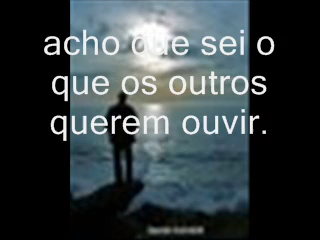 acho que sei o
que os outros
querem ouvir.